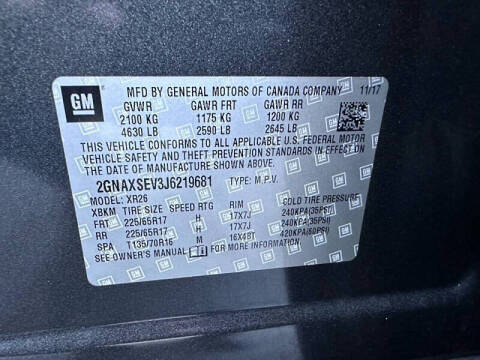 GM
MFD BY GENERAL MOTORS OF CANADA COMPANY 11/17
GVWR GAWR FRT GAWR RR
2100 KG 1175 KG 1200 KG
4630 LB 2590 LB 2645 LB
THIS VEHICLE CONFORMS TO ALL APPLICABLE U.S. FEDERAL MOTOR
VEHICLE SAFETY AND THEFT PREVENTION STANDARDS IN EFFECT ON THE
DATE OF MANUFACTURE SHOWN ABOVE.
2GNAXSEV3J6219681 TYPE: M.P.V.
XR26
XBKM TIRE SIZE SPEED RTG RIM COLD TIRE PRESSURE
FRT 225/65R17 H 17X7J 240KPA(35PSI)
RR 225/65R17 H 17X7J 240KPA(35PSI)
SPA T135/70R16 M 16X4BT 420KPA(60PSI)
SEE OWNER'S MANUAL FOR MORE INFORMATION.